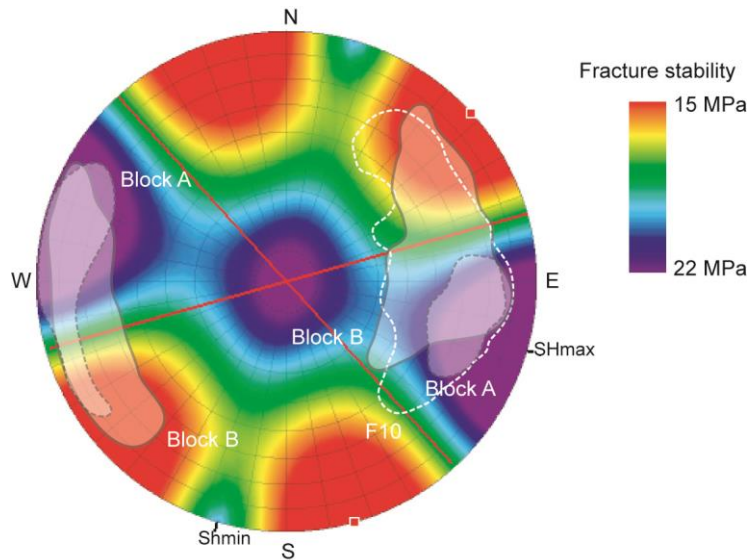 N
Fracture stability
15 MPa
22 MPa
Block A
W
E
Block B
SHmax
Block A
F10
Block B
Shmin
S